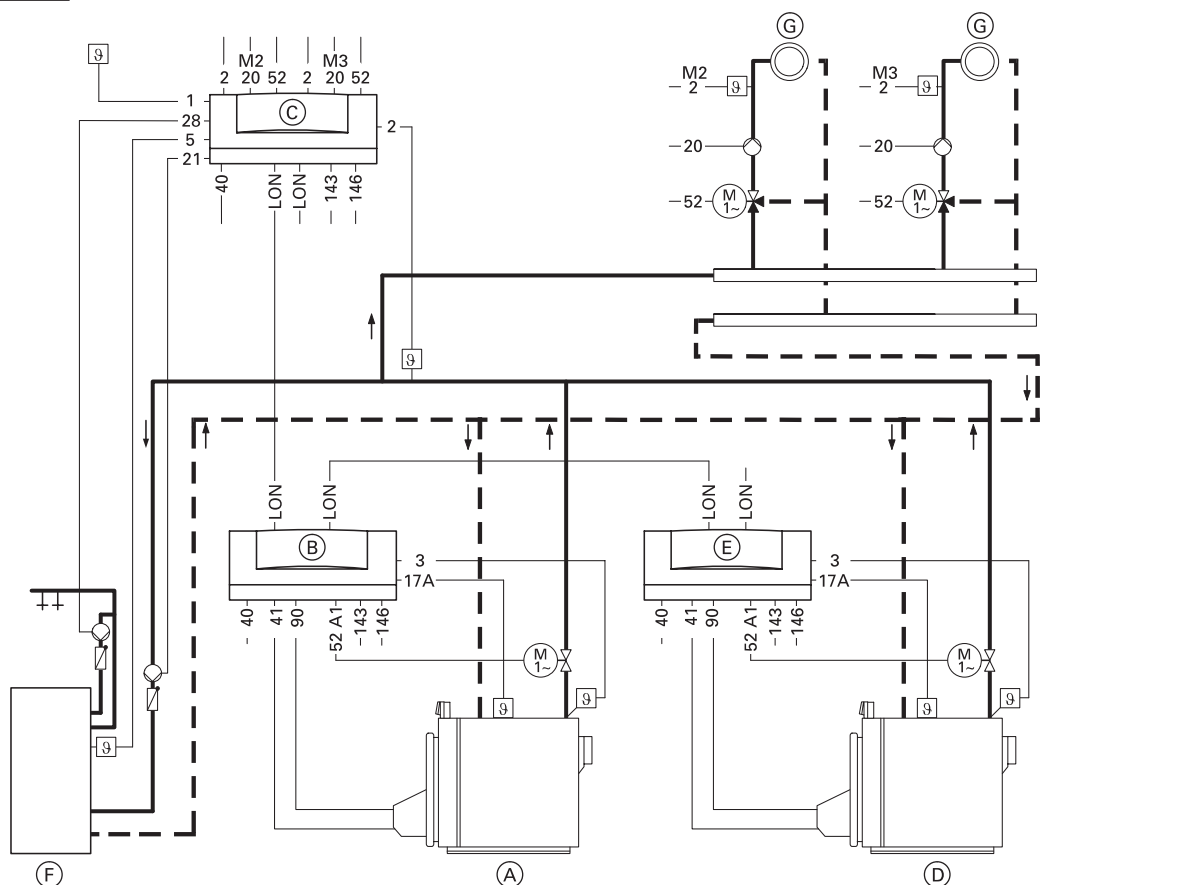 G G
ϑ M2 M3
2 20 52 2 20 52
M2 M3
2 ϑ 2 ϑ
1 C
28 2
5
21
20 20
40 LON LON 143 146
52 M 1~ 52 M 1~
ϑ
LON LON LON LON
B E
3 3
17A 17A
40 41 90 52 A1 143 146 40 41 90 52 A1 143 146
M 1~ M 1~
ϑ ϑ ϑ ϑ
ϑ
F A D